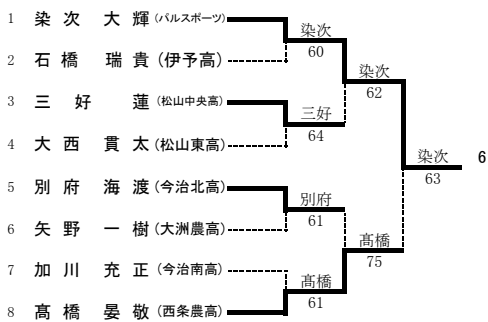 1 染次 大輝 (パルスポーツ)
2 石橋 瑞貴 (伊予高)
3 三好 蓮 (松山中央高)
4 大西 貫太 (松山東高)
5 別府 海渡 (今治北高)
6 矢野 一樹 (大洲農高)
7 加川 充正 (今治南高)
8 髙橋 晏敬 (西条農高)
染次
60
三好
64
別府
61
髙橋
61
染次
62
髙橋
75
染次
63
6